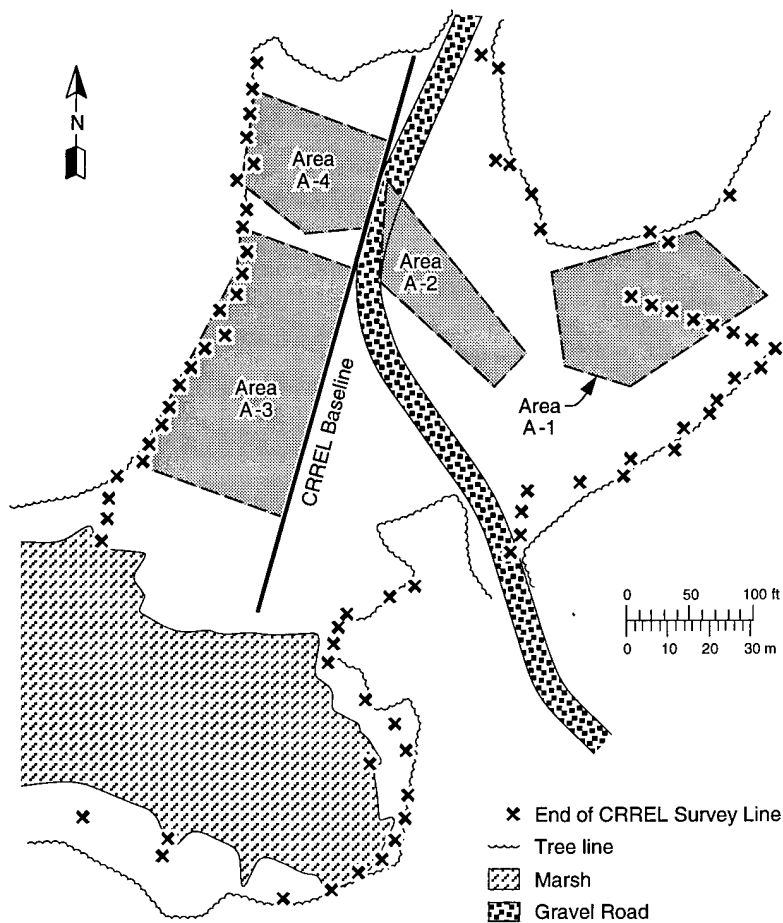 N
Area
A-4
Area
A-2
Area
A-3
CRREL Baseline
Area
A-1
0 50 100 ft
0 10 20 30 m
End of CRREL Survey Line
Tree line
Marsh
Gravel Road